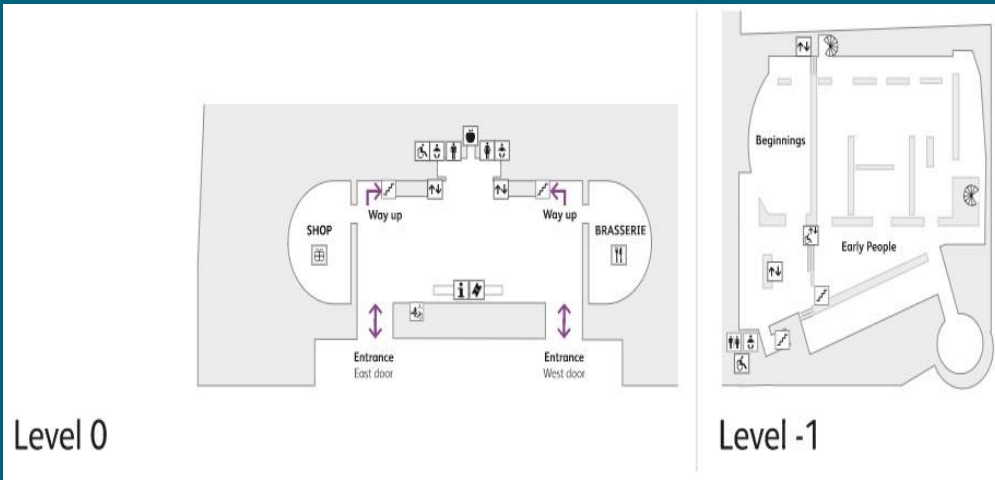 Way up
Way up
SHOP
BRASSERIE
i
Entrance
East door
Entrance
West door
Level 0
Beginnings
Early People
Level -1